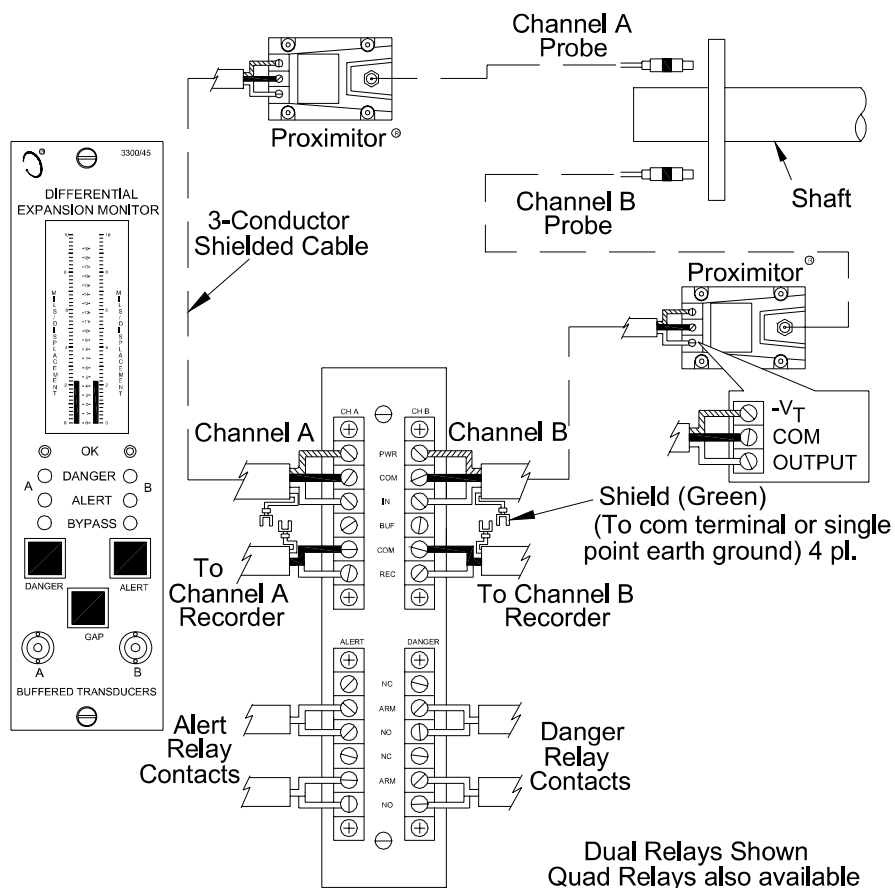 Channel A
Probe
Proximitor ®
3300/45
DIFFERENTIAL
EXPANSION MONITOR
MILS/DISPLACEMENT
MILS/DISPLACEMENT
OK
A
DANGER
B
ALERT
BYPASS
DANGER
ALERT
GAP
A
B
BUFFERED TRANSDUCERS
3-Conductor
Shielded Cable
Channel B
Probe
Shaft
Proximitor ®
-VT
COM
OUTPUT
CH A
CH B
Channel A
Channel B
PWR
COM
IN
BUF
COM
REC
Shield (Green)
(To com terminal or single
point earth ground) 4 pl.
To
Channel A
Recorder
To Channel B
Recorder
ALERT
DANGER
NC
ARM
NO
NC
ARM
NO
Alert
Relay
Contacts
Danger
Relay
Contacts
Dual Relays Shown
Quad Relays also available